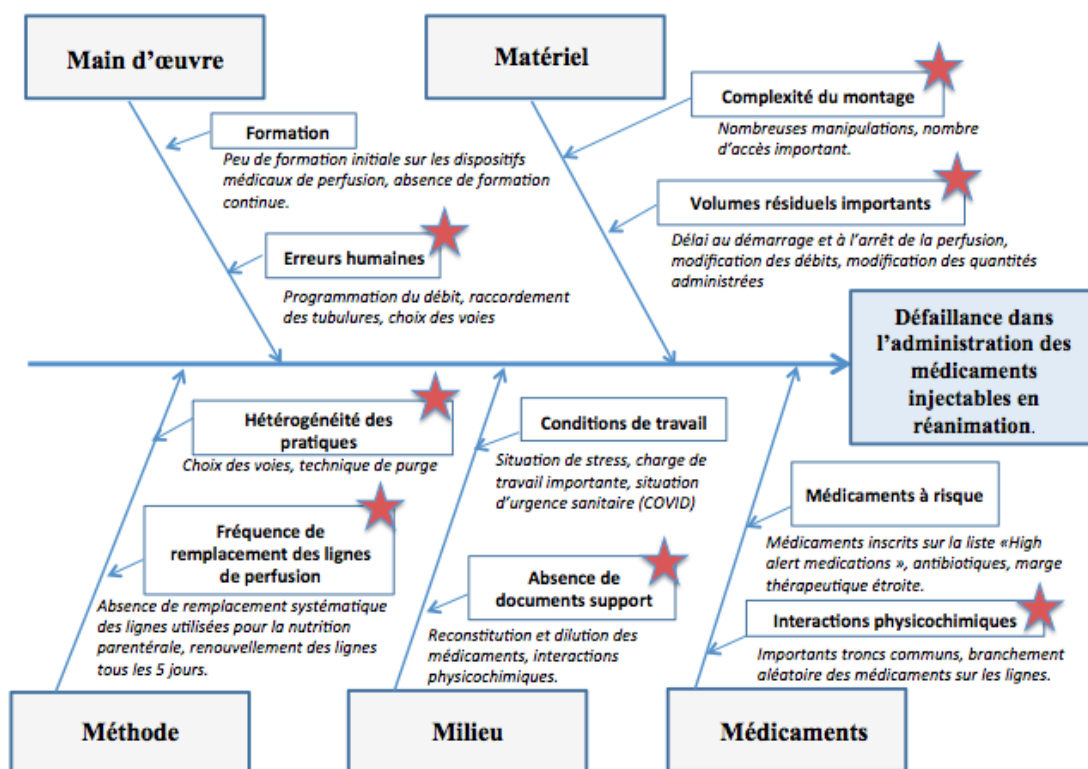 Main d’œuvre
Matériel
Formation
Peu de formation initiale sur les dispositifs
médicaux de perfusion, absence de formation
continue.
Erreurs humaines
Programmation du débit, raccordement
des tubulures, choix des voies
Complexité du montage
Nombreuses manipulations, nombre
d’accès important.
Volumes résiduels importants
Délai au démarrage et à l’arrêt de la perfusion,
modification des débits, modification des quantités
administrées
Défaillance dans
l’administration des
médicaments
injectables en
réanimation.
Hétérogénéité des
pratiques
Choix des voies, technique de purge
Fréquence de
remplacement des lignes
de perfusion
Absence de remplacement systématique
des lignes utilisées pour la nutrition
parentérale, renouvellement des lignes
tous les 5 jours.
Conditions de travail
Situation de stress, charge de
travail importante, situation
d’urgence sanitaire (COVID)
Absence de
documents support
Reconstitution et dilution des
médicaments, interactions
physicochimiques.
Médicaments à risque
Médicaments inscrits sur la liste «High
alert medications », antibiotiques, marge
thérapeutique étroite.
Interactions physicochimiques
Importants troncs communs, branchement
aléatoire des médicaments sur les lignes.
Méthode
Milieu
Médicaments